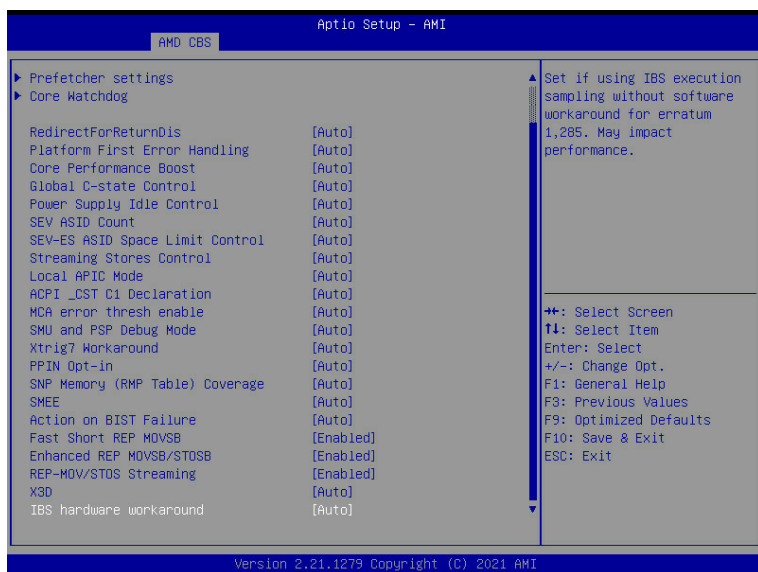 Aptio Setup - AMI
AMD CBS
Prefetcher settings
Core Watchdog
RedirectForReturnDis [Auto]
Platform First Error Handling [Auto]
Core Performance Boost [Auto]
Global C-state Control [Auto]
Power Supply Idle Control [Auto]
SEV ASID Count [Auto]
SEV-ES ASID Space Limit Control [Auto]
Streaming Stores Control [Auto]
Local APIC Mode [Auto]
ACPI _CST C1 Declaration [Auto]
MCA error thresh enable [Auto]
SMU and PSP Debug Mode [Auto]
Xtrig7 Workaround [Auto]
PPIN Opt-in [Auto]
SNP Memory (RMP Table) Coverage [Auto]
SMEE [Auto]
Action on BIST Failure [Auto]
Fast Short REP MOVSB [Enabled]
Enhanced REP MOVSB/STOSB [Enabled]
REP-MOV/STOS Streaming [Enabled]
X3D [Auto]
IBS hardware workaround [Auto]
Set if using IBS execution
sampling without software
workaround for erratum
1,285. May impact
performance.
→←: Select Screen
↑↓: Select Item
Enter: Select
+/-: Change Opt.
F1: General Help
F3: Previous Values
F9: Optimized Defaults
F10: Save & Exit
ESC: Exit
Version 2.21.1279 Copyright (C) 2021 AMI